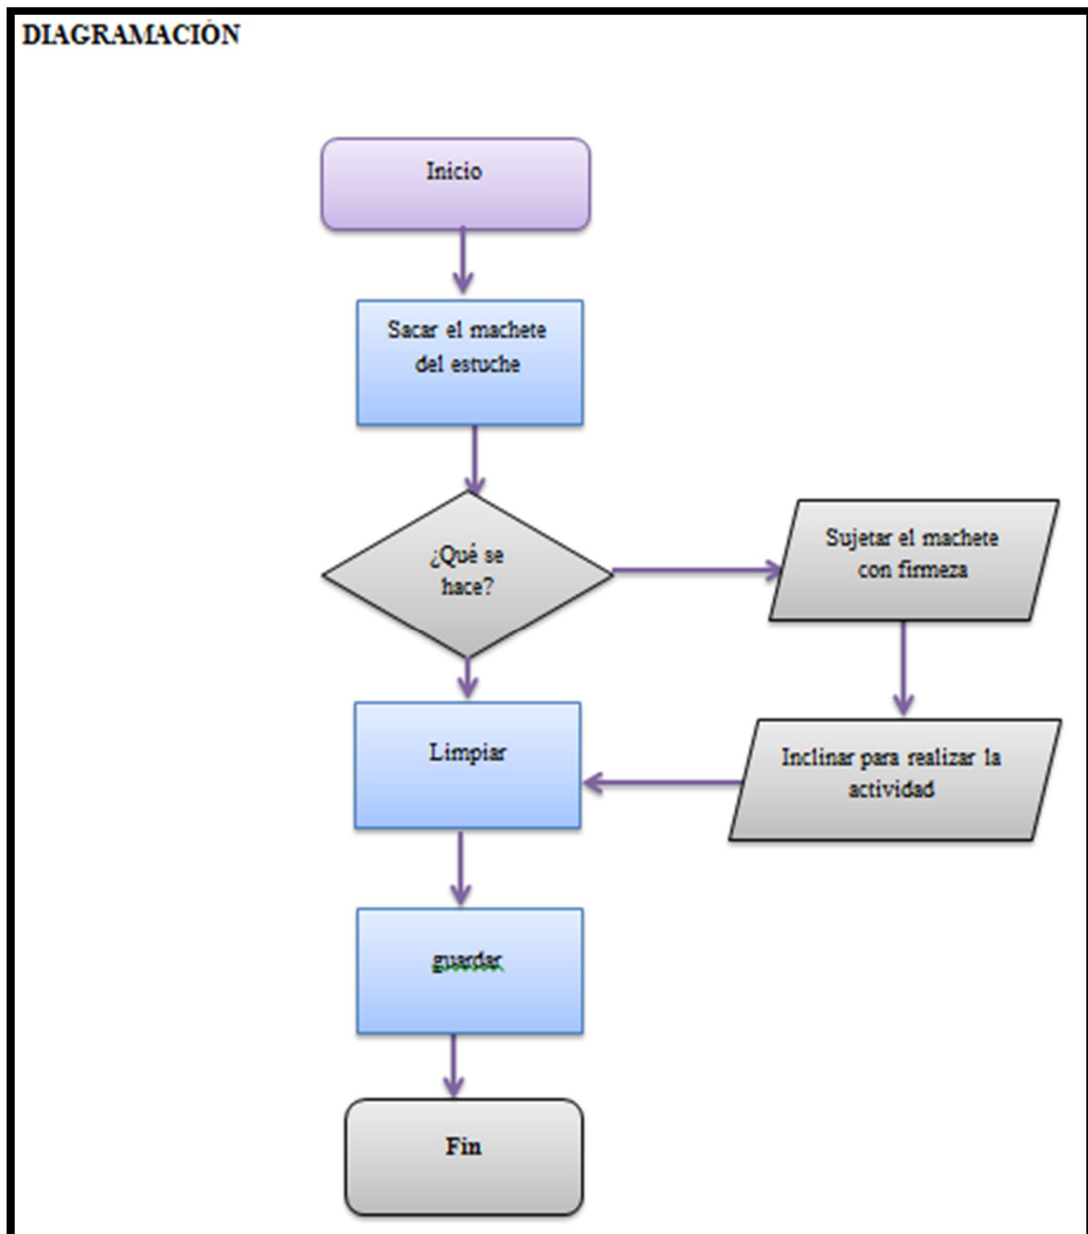 DIAGRAMACIÓN
Inicio
Sacar el machete
del estuche
¿Qué se
hace?
Sujetar el machete
con firmeza
Limpiar
Inclinar para realizar la
actividad
guardar
Fin